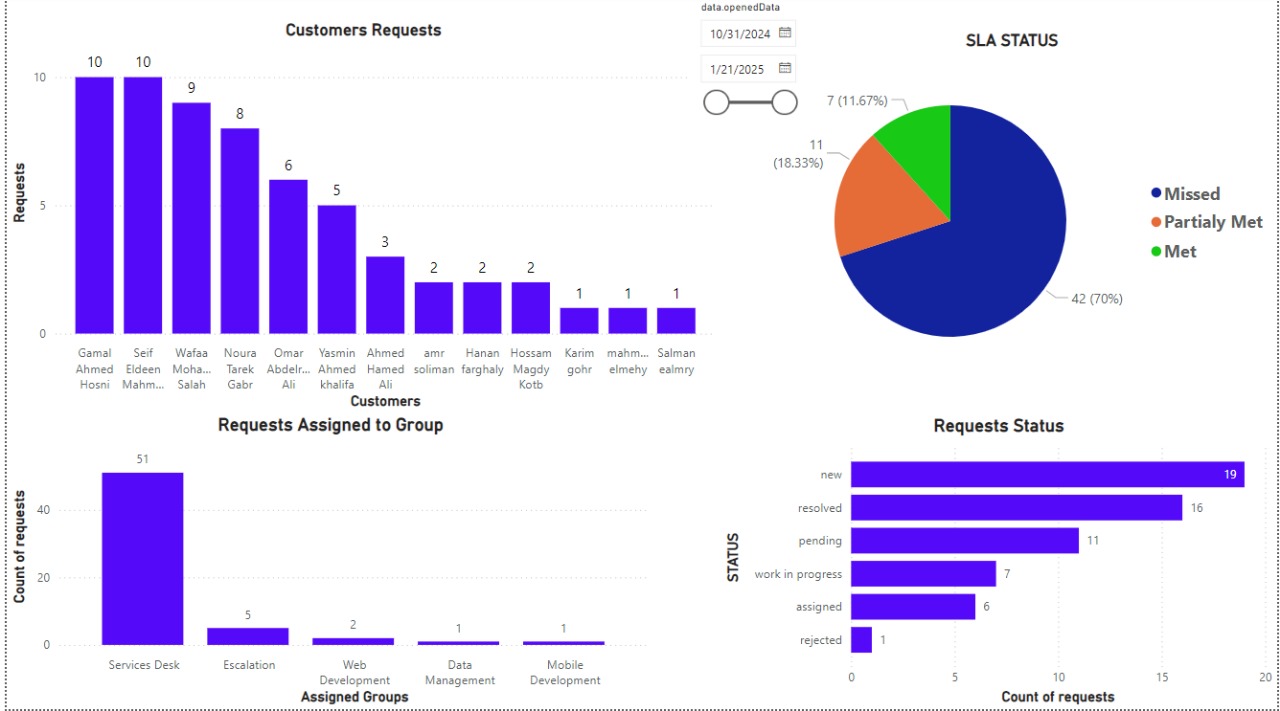 Customers Requests
Requests
10
5
0
10
10
9
8
6
5
3
2
2
2
1
1
1
Gamal
Ahmed
Hosni
Seif
Eldeen
Mahm...
Wafaa
Moha...
Salah
Noura
Tarek
Gabr
Omar
Abdelr...
Ali
Yasmin
Ahmed
khalifa
Ahmed
Hamed
Ali
amr
soliman
Hanan
farghaly
Hossam
Magdy
Kotb
Karim
gohr
mahm...
elmehy
Salman
ealmry
Customers
data.openedData
10/31/2024
1/21/2025
SLA STATUS
7 (11.67%)
11
(18.33%)
42 (70%)
Missed
Partialy Met
Met
Requests Assigned to Group
Count of requests
40
20
0
51
5
2
1
1
Services Desk
Escalation
Web
Development
Data
Management
Mobile
Development
Assigned Groups
Requests Status
STATUS
new
19
resolved
16
pending
11
work in progress
7
assigned
6
rejected
1
0
5
10
15
20
Count of requests